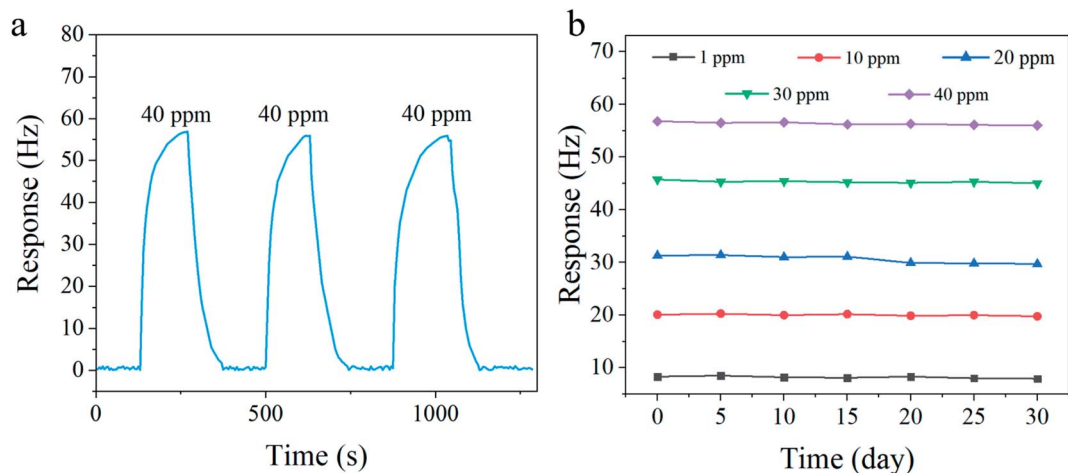 a
80
70
60
50
40
30
20
10
0
Response (Hz)
40 ppm 40 ppm 40 ppm
0 500 1000
Time (s)
b
70
60
50
40
30
20
10
Response (Hz)
1 ppm 10 ppm 20 ppm
30 ppm 40 ppm
0 5 10 15 20 25 30
Time (day)